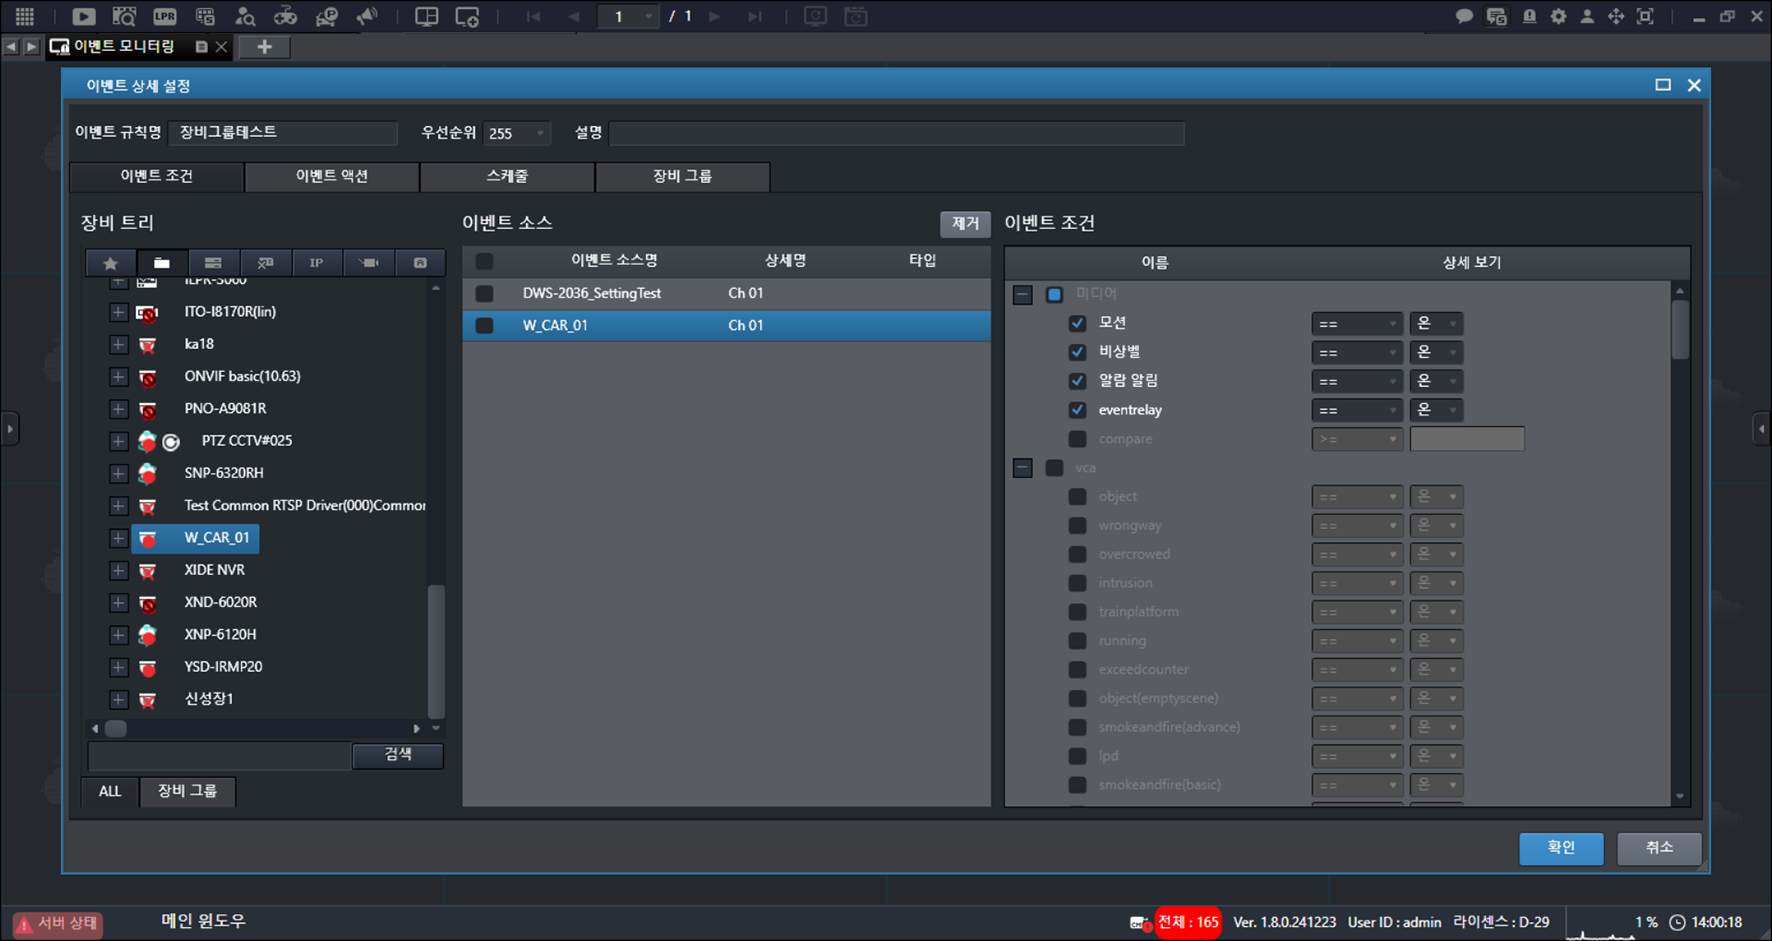 LPR
1 / 1
이벤트 모니터링
이벤트 상세 설정
이벤트 규칙명 장비그룹테스트 우선순위 255 설명
이벤트 조건 이벤트 액션 스케줄 장비 그룹
장비 트리
IP
ILPR-3000
ITO-I8170R(lin)
ka18
ONVIF basic(10.63)
PNO-A9081R
PTZ CCTV#025
SNP-6320RH
Test Common RTSP Driver(000)Commor
W_CAR_01
XIDE NVR
XND-6020R
XNP-6120H
YSD-IRMP20
신성장1
검색
ALL 장비 그룹
이벤트 소스 제거
이벤트 소스명 상세명 타입
DWS-2036_SettingTest Ch 01
W_CAR_01 Ch 01
이벤트 조건
이름 상세 보기
미디어
모션 == 온
비상벨 == 온
알람 알림 == 온
eventrelay == 온
compare >=
vca
object == 온
wrongway == 온
overcrowed == 온
intrusion == 온
trainplatform == 온
running == 온
exceedcounter == 온
object(emptyscene) == 온
smokeandfire(advance) == 온
lpd == 온
smokeandfire(basic) == 온
확인 취소
서버 상태 메인 윈도우 전체 : 165 Ver. 1.8.0.241223 User ID : admin 라이센스 : D-29 1 % 14:00:18